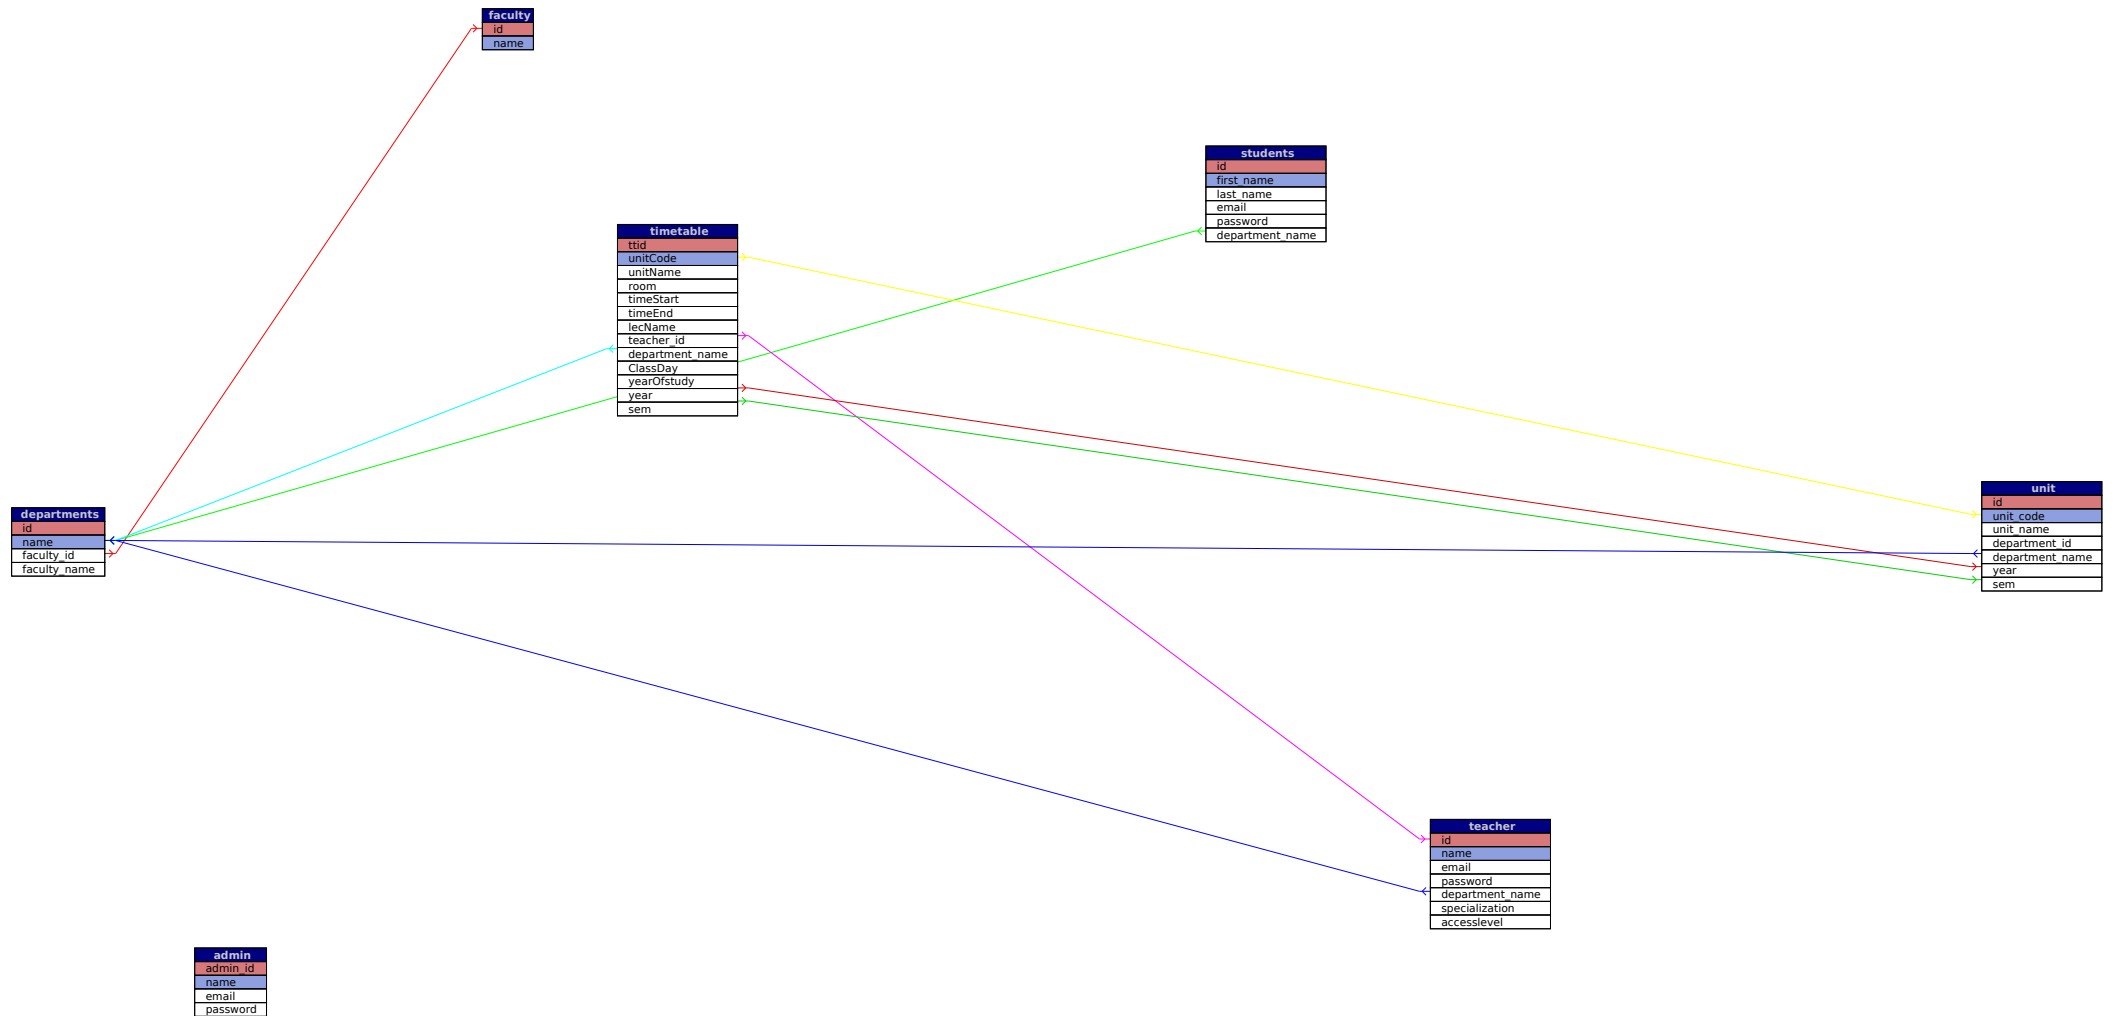 faculty
id
name
students
id
first_name
last_name
email
password
department_name
timetable
ttid
unitCode
unitName
room
timeStart
timeEnd
lecName
teacher_id
department_name
ClassDay
yearOfstudy
year
sem
unit
id
unit_code
unit_name
department_id
department_name
year
sem
departments
id
name
faculty_id
faculty_name
teacher
id
name
email
password
department_name
specialization
accesslevel
admin
admin_id
name
email
password